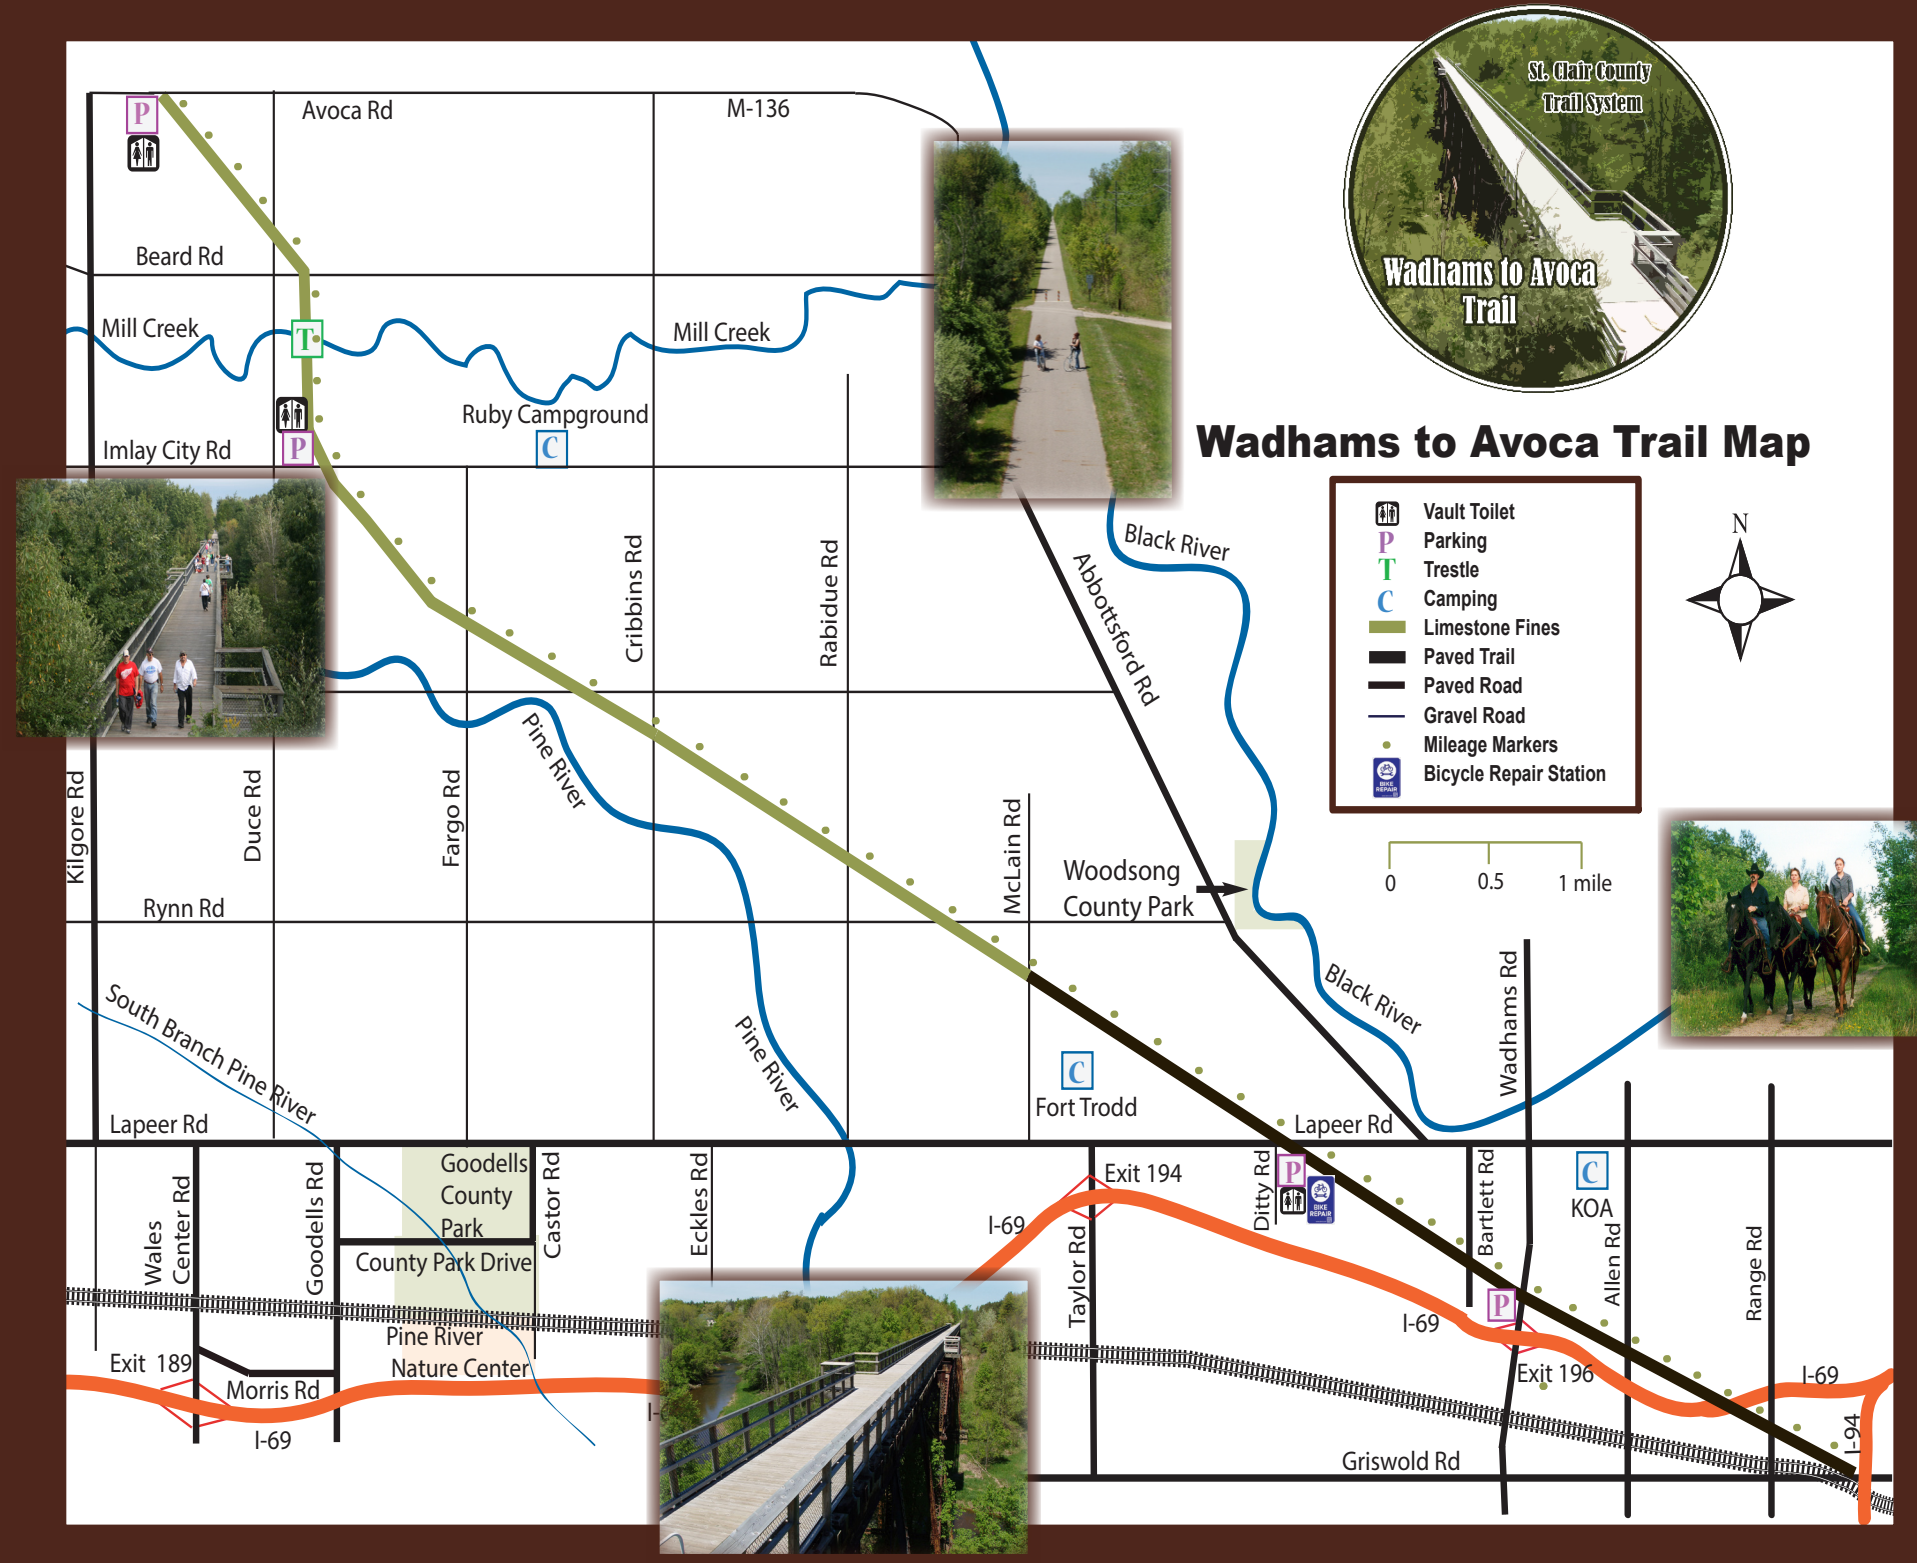 St. Clair County
Trail System
Wadhams to Avoca
Trail
Wadhams to Avoca Trail Map
Vault Toilet
P Parking
T Trestle
C Camping
Limestone Fines
Paved Trail
Paved Road
Gravel Road
Mileage Markers
BIKE
REPAIR
Bicycle Repair Station
N
0
0.5
1 mile
P
Avoca Rd
M-136
Beard Rd
Mill Creek
T
Mill Creek
Ruby Campground
C
Imlay City Rd
P
Black River
Abbottsford Rd
Cribbins Rd
Rabidue Rd
Pine River
Kilgore Rd
Duce Rd
Fargo Rd
McLain Rd
Woodsong
County Park
Rynn Rd
Black River
Wadhams Rd
South Branch Pine River
Pine River
C
Fort Trodd
Lapeer Rd
Lapeer Rd
Goodells
County
Park
County Park Drive
Castor Rd
Eckles Rd
Wales
Center Rd
Goodells Rd
Exit 194
I-69
Taylor Rd
Ditty Rd
P
BIKE
REPAIR
Bartlett Rd
C
KOA
Allen Rd
Range Rd
P
I-69
Exit 196
I-69
I-94
Pine River
Nature Center
Exit 189
Morris Rd
I-69
I-
Griswold Rd